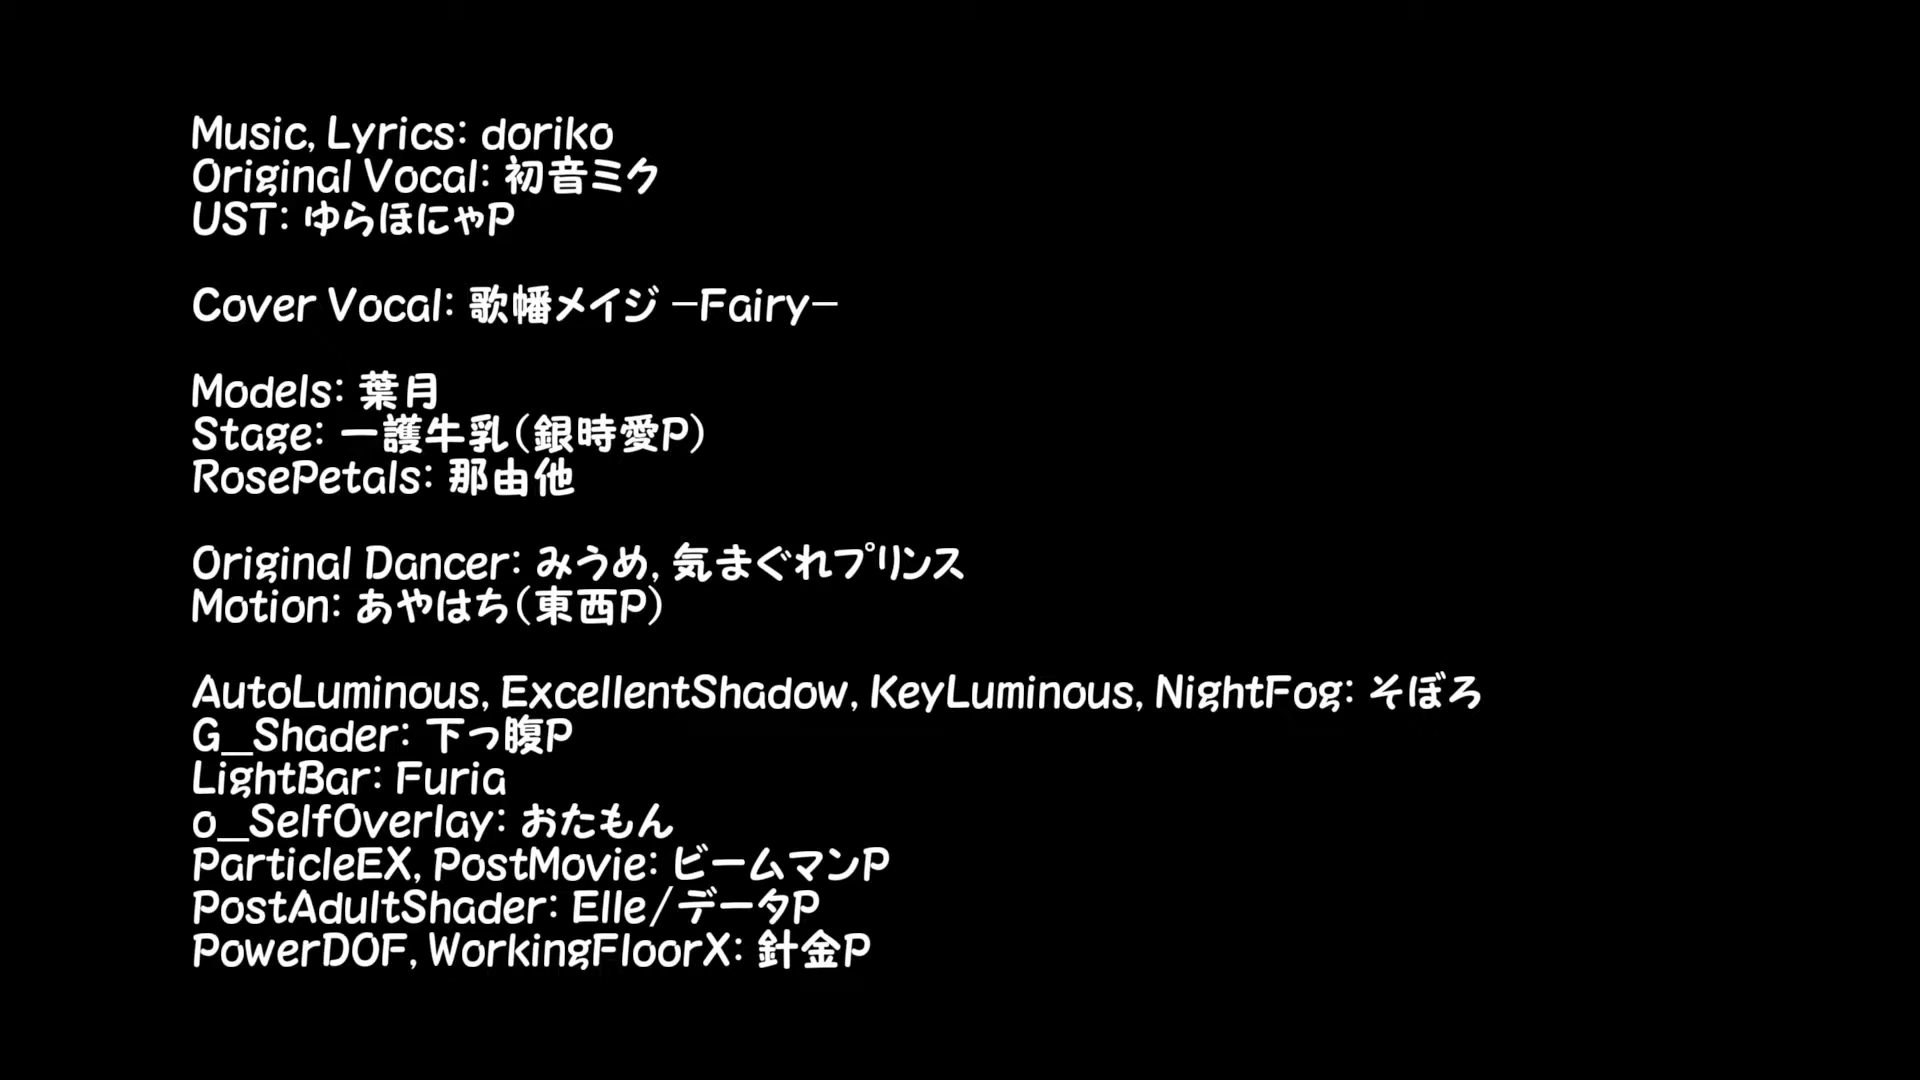 Music, Lyrics: doriko
Original Vocal: 初音ミク
UST: ゆらほにゃP
Cover Vocal: 歌幡メイジ –Fairy–
Models: 葉月
Stage: 一護牛乳(銀時愛P)
RosePetals: 那由他
Original Dancer: みうめ, 気まぐれプリンス
Motion: あやはち(東西P)
AutoLuminous, ExcellentShadow, KeyLuminous, NightFog: そぼろ
G_Shader: 下っ腹P
LightBar: Furia
o_SelfOverlay: おたもん
ParticleEX, PostMovie: ビームマンP
PostAdultShader: Elle/データP
PowerDOF, WorkingFloorX: 針金P